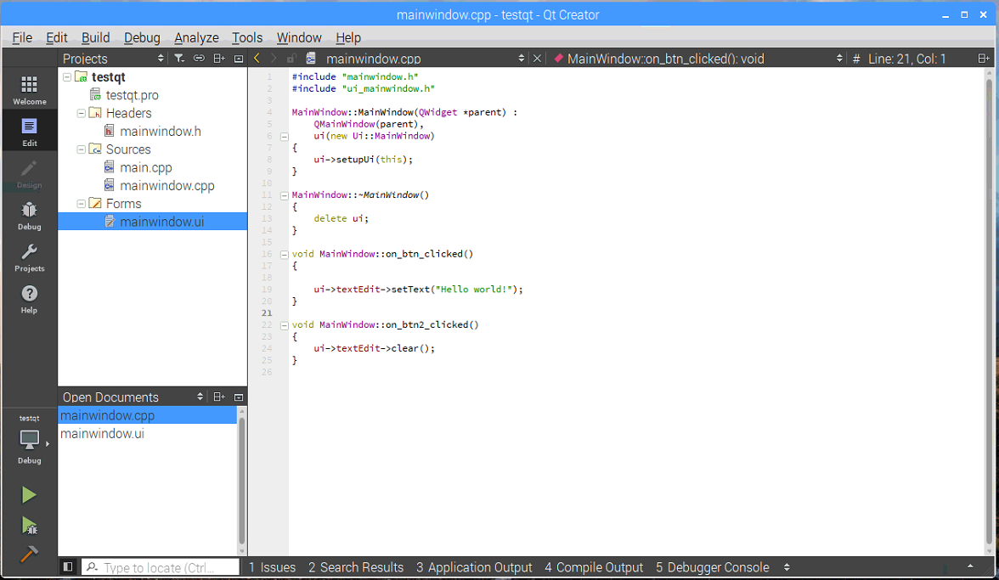 mainwindow.cpp - testqt - Qt Creator
File Edit Build Debug Analyze Tools Window Help
Projects
mainwindow.cpp
MainWindow::on_btn_clicked(): void
# Line: 21, Col: 1
Welcome
Edit
Design
Debug
Projects
Help
testqt
testqt.pro
Headers
mainwindow.h
Sources
main.cpp
mainwindow.cpp
Forms
mainwindow.ui
1 #include "mainwindow.h"
2 #include "ui_mainwindow.h"
3
4 MainWindow::MainWindow(QWidget *parent) :
5 QMainWindow(parent),
6 ui(new Ui::MainWindow)
7 {
8 ui->setupUi(this);
9 }
10
11 MainWindow::~MainWindow()
12 {
13 delete ui;
14 }
15
16 void MainWindow::on_btn_clicked()
17 {
18
19 ui->textEdit->setText("Hello world!");
20 }
21
22 void MainWindow::on_btn2_clicked()
23 {
24 ui->textEdit->clear();
25 }
26
Open Documents
mainwindow.cpp
mainwindow.ui
testqt
Debug
Type to locate (Ctrl...
1 Issues 2 Search Results 3 Application Output 4 Compile Output 5 Debugger Console